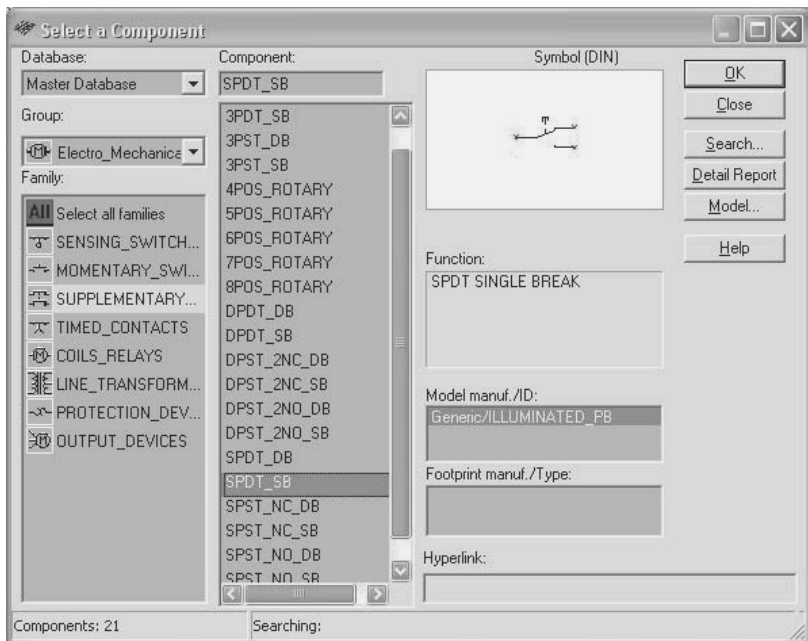 Select a Component
Database:
Master Database
Group:
Electro_Mechanica
Family:
All Select all families
SENSING_SWITCH...
MOMENTARY_SWI...
SUPPLEMENTARY...
TIMED_CONTACTS
COILS_RELAYS
LINE_TRANSFORM...
PROTECTION_DEV...
OUTPUT_DEVICES
Component:
SPDT_SB
3PDT_SB
3PST_DB
3PST_SB
4POS_ROTARY
5POS_ROTARY
6POS_ROTARY
7POS_ROTARY
8POS_ROTARY
DPDT_DB
DPDT_SB
DPST_2NC_DB
DPST_2NC_SB
DPST_2NO_DB
DPST_2NO_SB
SPDT_DB
SPDT_SB
SPST_NC_DB
SPST_NC_SB
SPST_NO_DB
SPST_NO_SB
Symbol (DIN)
Function:
SPDT SINGLE BREAK
Model manuf./ID:
Generic/ILLUMINATED_PB
Footprint manuf./Type:
Hyperlink:
OK
Close
Search...
Detail Report
Model...
Help
Components: 21
Searching: